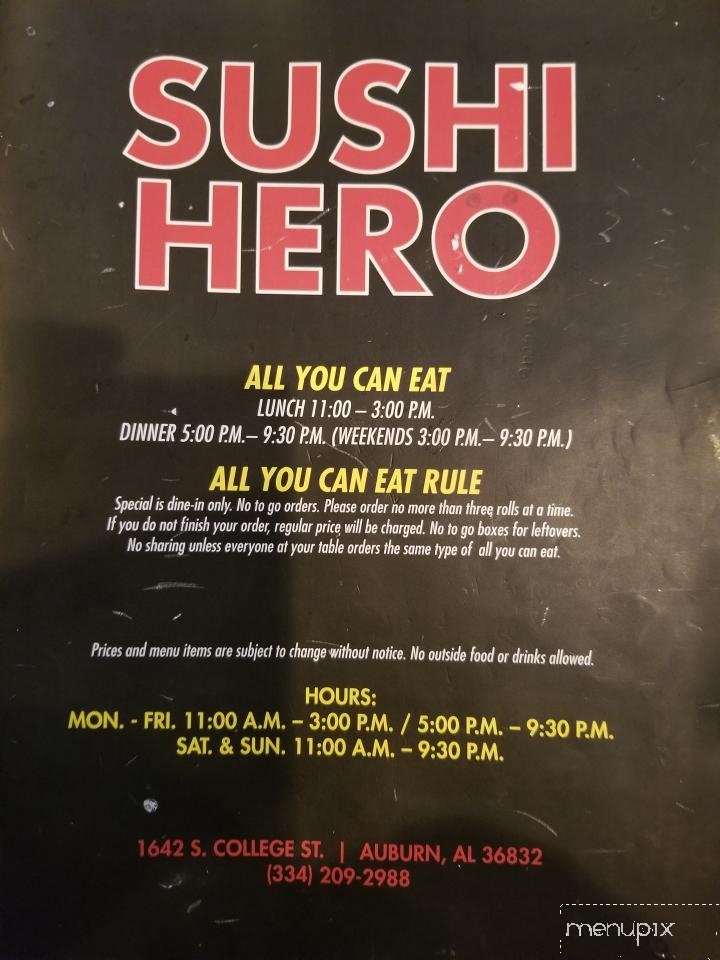 SUSHI
HERO
ALL YOU CAN EAT
LUNCH 11:00 – 3:00 P.M.
DINNER 5:00 P.M.– 9:30 P.M. (WEEKENDS 3:00 P.M.– 9:30 P.M.)
ALL YOU CAN EAT RULE
Special is dine-in only. No to go orders. Please order no more than three rolls at a time.
If you do not finish your order, regular price will be charged. No to go boxes for leftovers.
No sharing unless everyone at your table orders the same type of all you can eat.
Prices and menu items are subject to change without notice. No outside food or drinks allowed.
HOURS:
MON. - FRI. 11:00 A.M. – 3:00 P.M. / 5:00 P.M. – 9:30 P.M.
SAT. & SUN. 11:00 A.M. – 9:30 P.M.
1642 S. COLLEGE ST. | AUBURN, AL 36832
(334) 209-2988
menupix